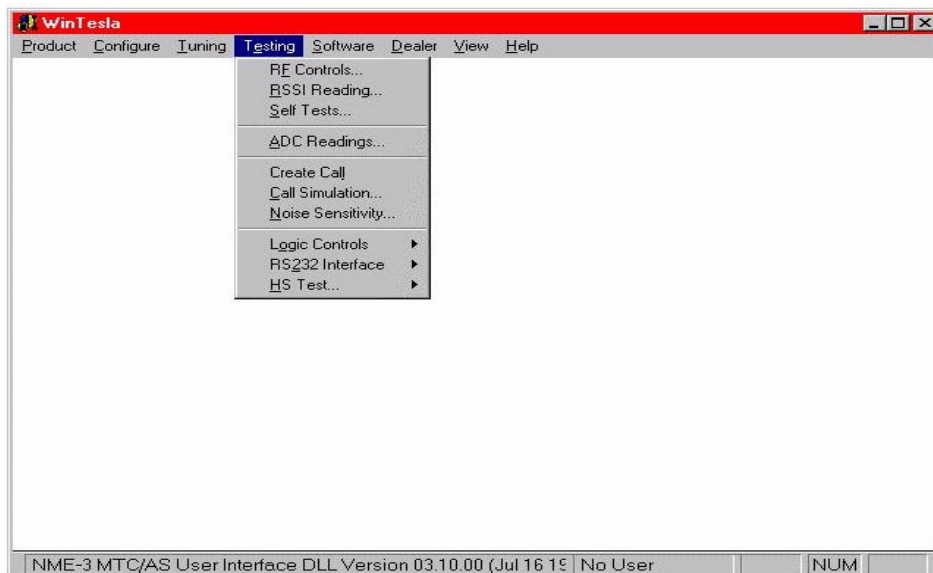 WinTesla
Product Configure Tuning Testing Software Dealer View Help
RF Controls...
RSSI Reading...
Self Tests...
ADC Readings...
Create Call
Call Simulation...
Noise Sensitivity...
Logic Controls
RS232 Interface
HS Test...
NME-3 MTC/AS User Interface DLL Version 03.10.00 (Jul 16 19 No User NUM